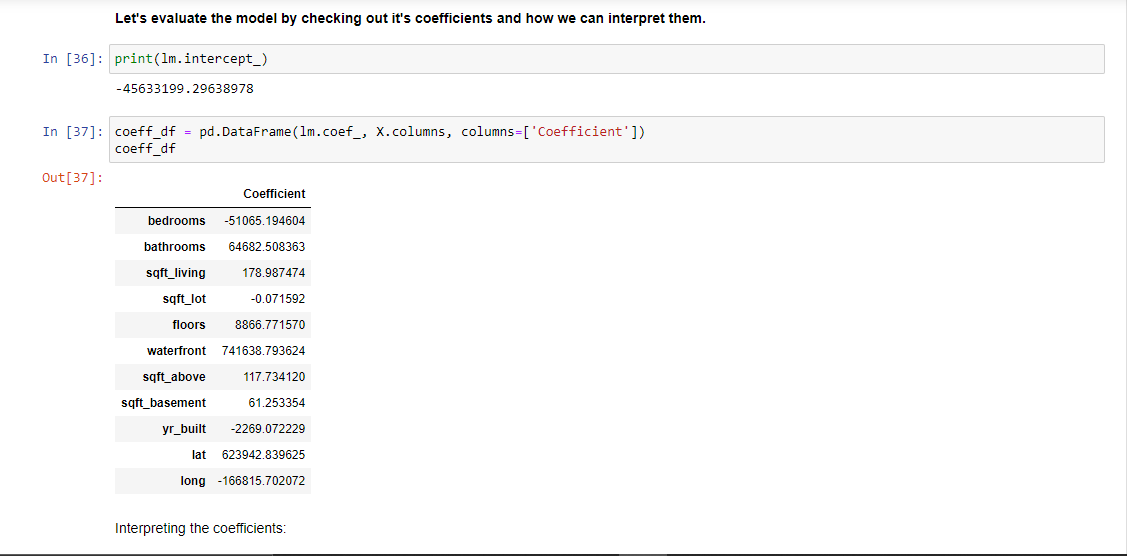 Let's evaluate the model by checking out it's coefficients and how we can interpret them.
In [36]: print(lm.intercept_)
-45633199.29638978
In [37]: coeff_df = pd.DataFrame(lm.coef_, X.columns, columns=['Coefficient'])
coeff_df
Out[37]:
Coefficient
bedrooms -51065.194604
bathrooms 64682.508363
sqft_living 178.987474
sqft_lot -0.071592
floors 8866.771570
waterfront 741638.793624
sqft_above 117.734120
sqft_basement 61.253354
yr_built -2269.072229
lat 623942.839625
long -166815.702072
Interpreting the coefficients: